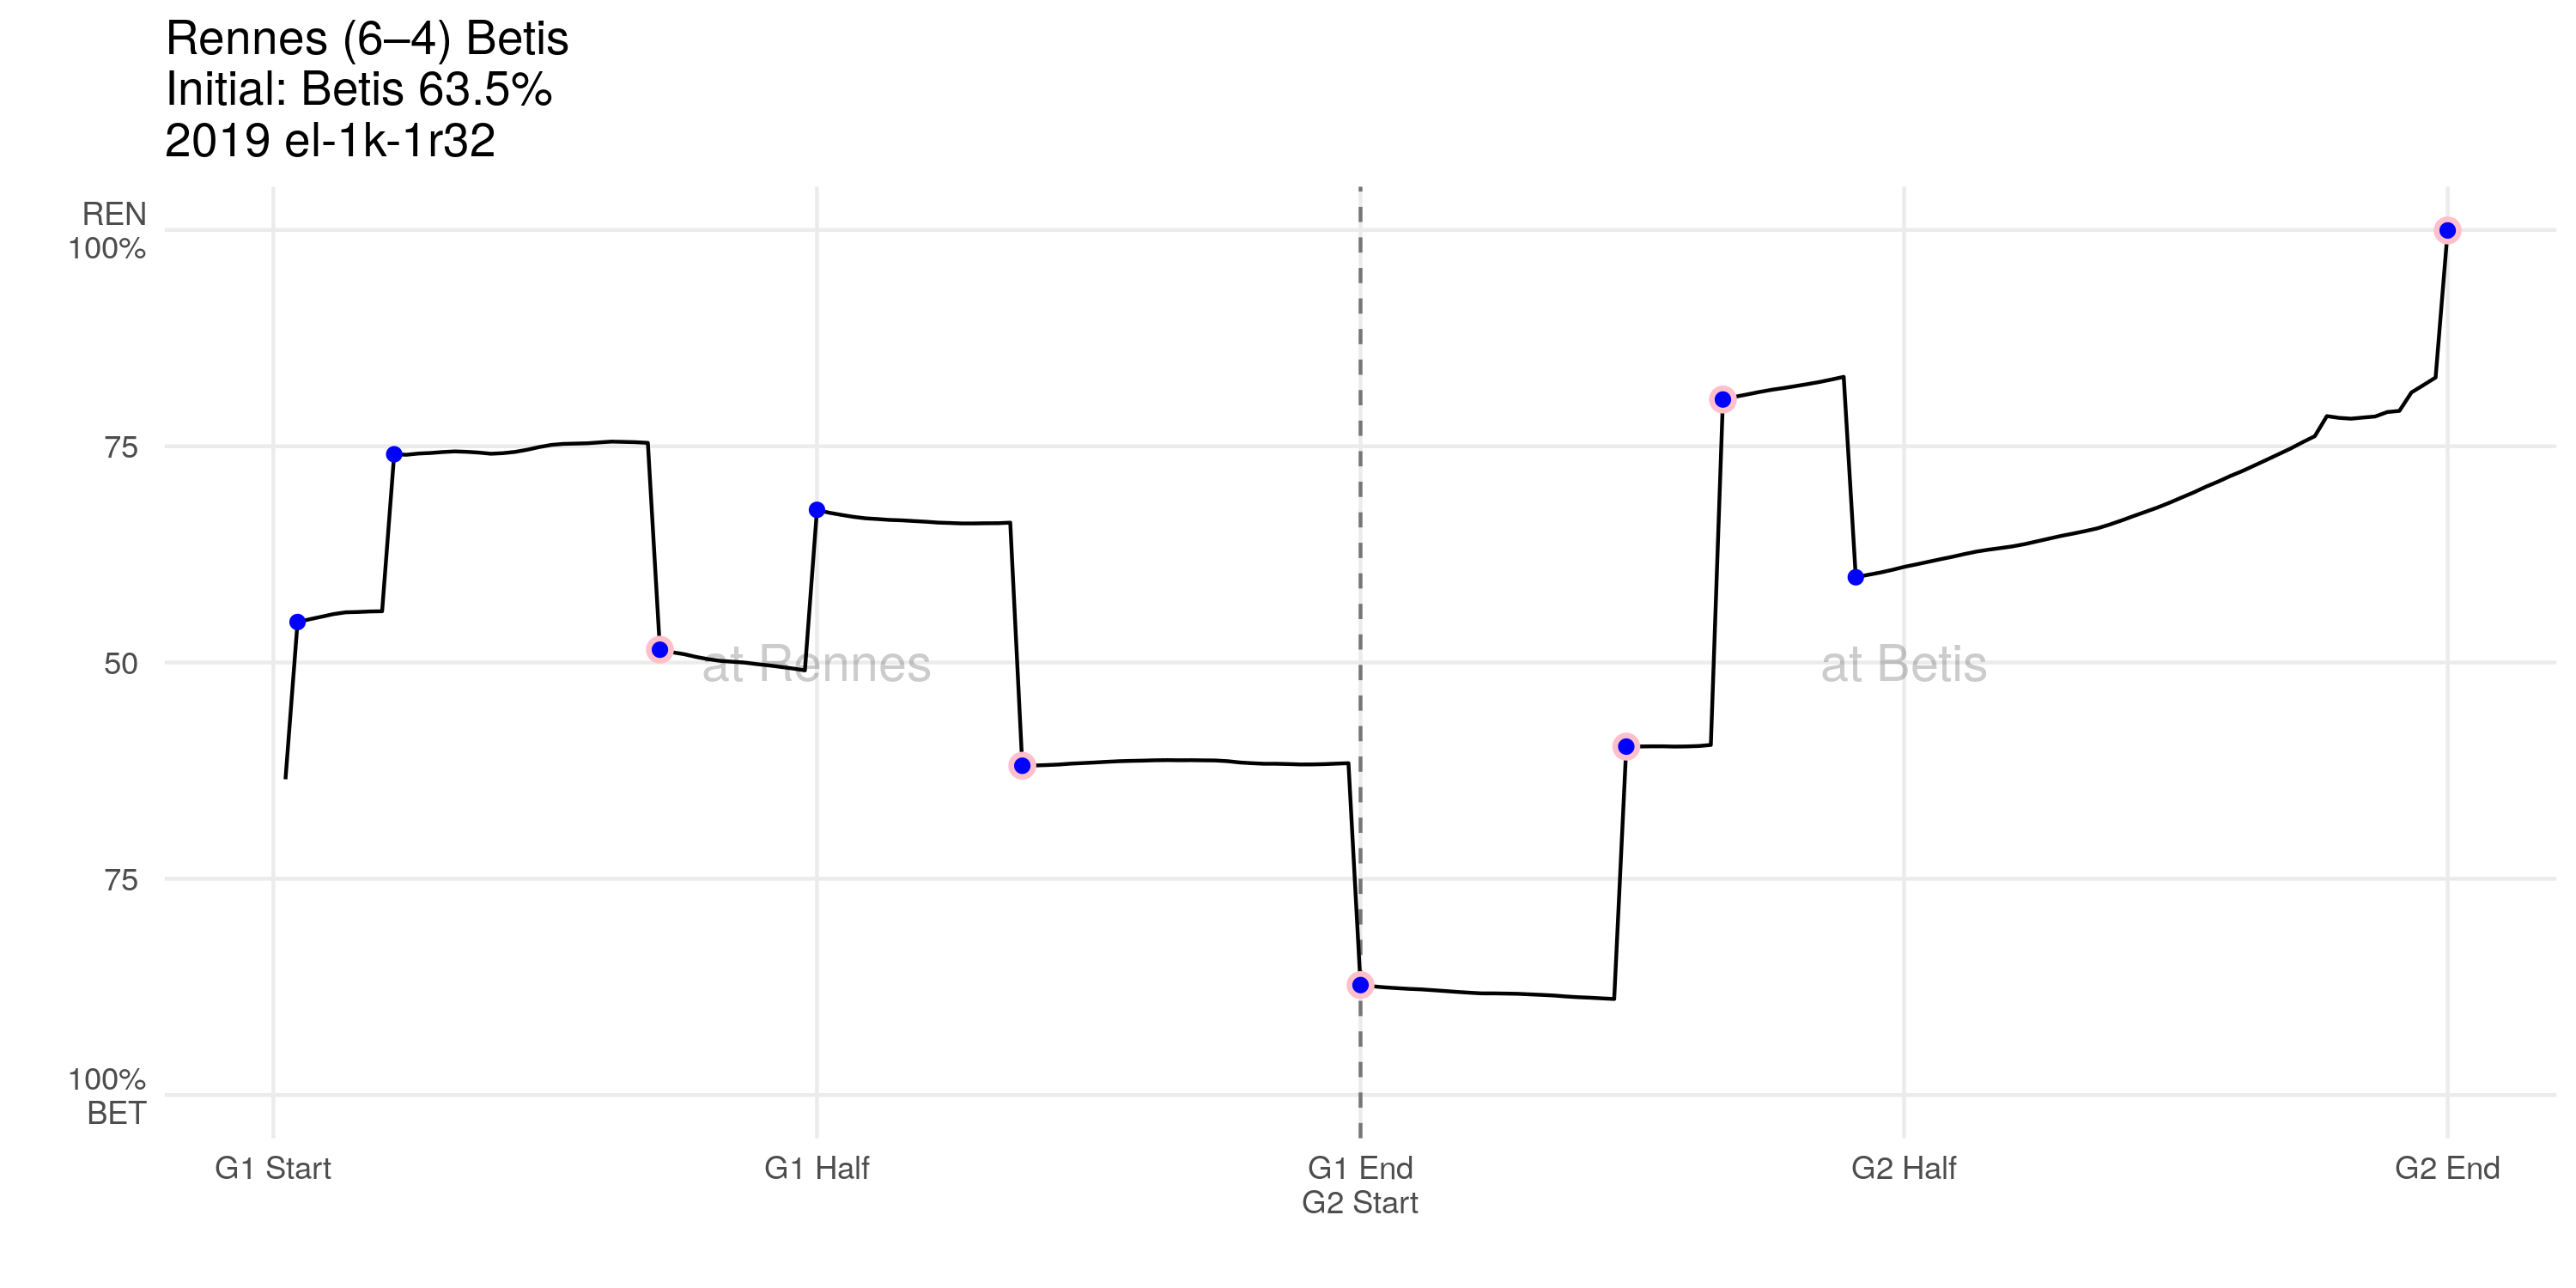 Rennes (6–4) Betis
Initial: Betis 63.5%
2019 el-1k-1r32
REN
100%
75
50
75
100%
BET
at Rennes
at Betis
G1 Start
G1 Half
G1 End
G2 Start
G2 Half
G2 End